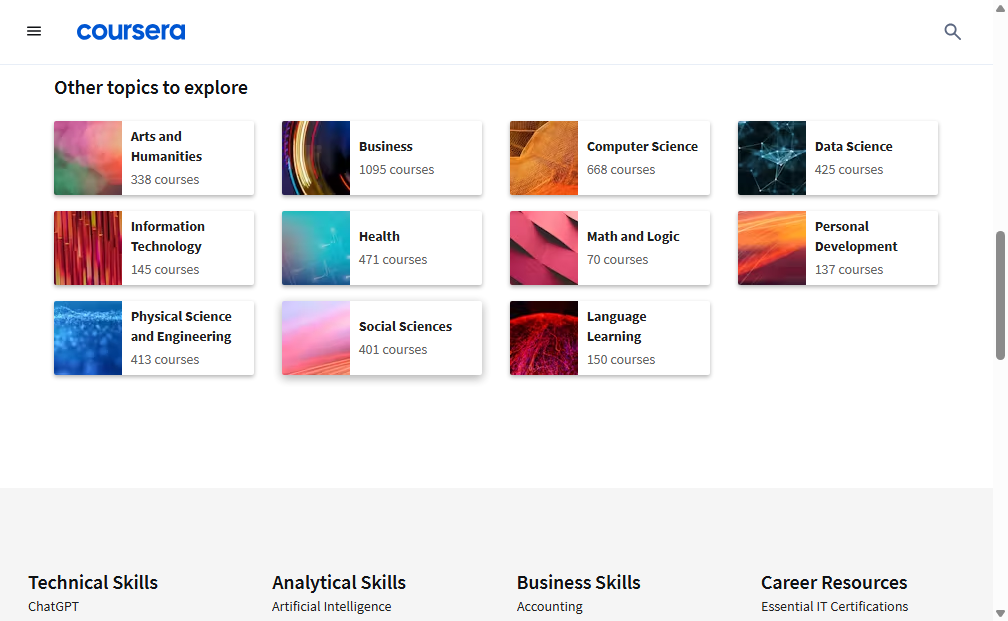 coursera
Other topics to explore
Arts and
Humanities
338 courses
Business
1095 courses
Computer Science
668 courses
Data Science
425 courses
Information
Technology
145 courses
Health
471 courses
Math and Logic
70 courses
Personal
Development
137 courses
Physical Science
and Engineering
413 courses
Social Sciences
401 courses
Language
Learning
150 courses
Technical Skills
ChatGPT
Analytical Skills
Artificial Intelligence
Business Skills
Accounting
Career Resources
Essential IT Certifications